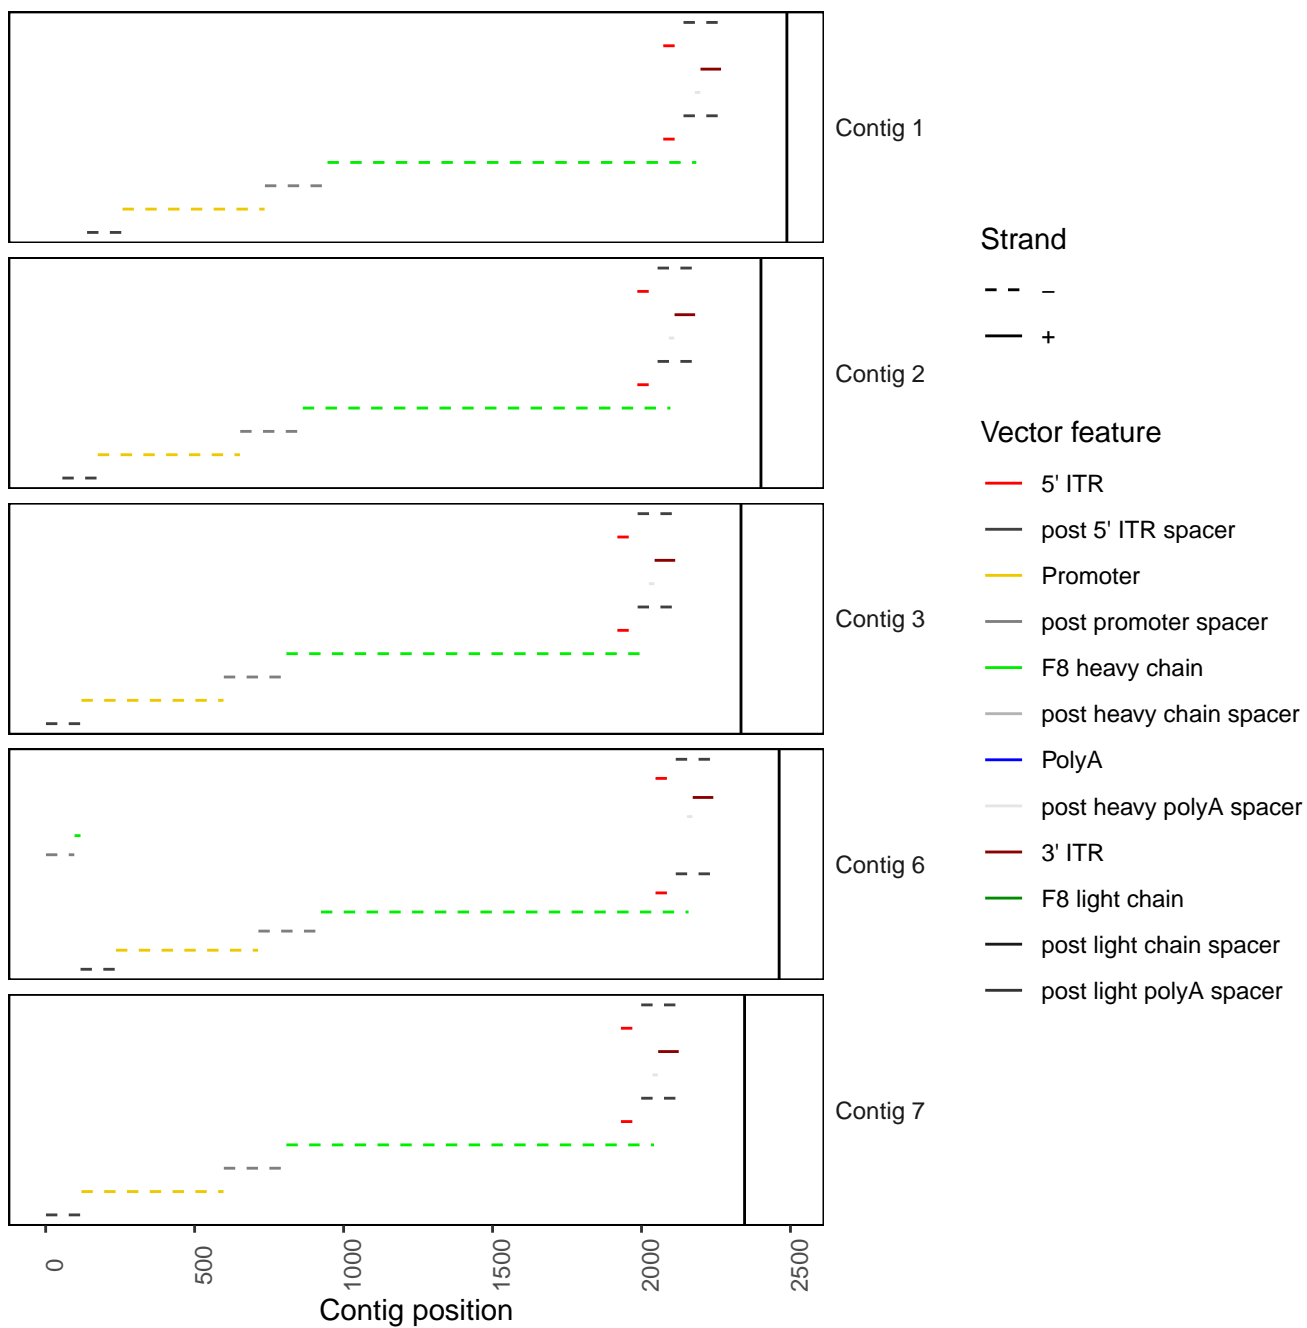 Contig 1
Contig 2
Contig 3
Contig 6
Contig 7
0
500
1000
1500
2000
2500
Contig position
Strand
−
+
Vector feature
5' ITR
post 5' ITR spacer
Promoter
post promoter spacer
F8 heavy chain
post heavy chain spacer
PolyA
post heavy polyA spacer
3' ITR
F8 light chain
post light chain spacer
post light polyA spacer